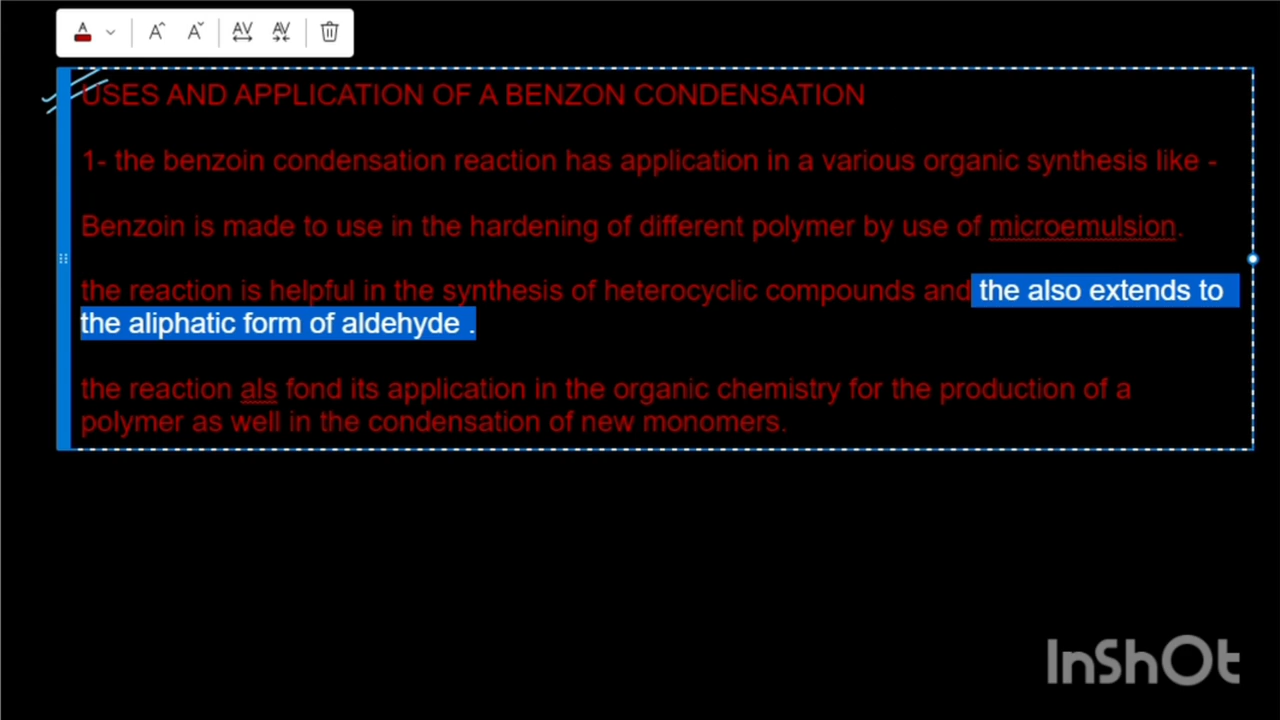 USES AND APPLICATION OF A BENZON CONDENSATION
1- the benzoin condensation reaction has application in a various organic synthesis like -
Benzoin is made to use in the hardening of different polymer by use of microemulsion.
the reaction is helpful in the synthesis of heterocyclic compounds and the also extends to
the aliphatic form of aldehyde .
the reaction als fond its application in the organic chemistry for the production of a
polymer as well in the condensation of new monomers.
InShOt